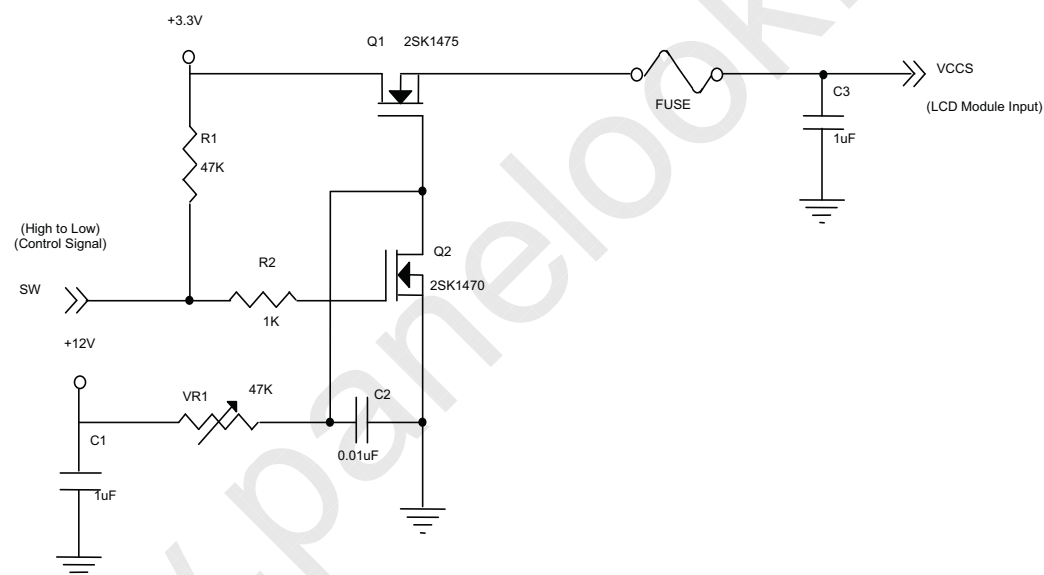 +3.3V
Q1 2SK1475
VCCS
FUSE
C3
(LCD Module Input)
1uF
R1
47K
(High to Low)
(Control Signal)
R2
Q2
SW
2SK1470
1K
+12V
VR1
47K
C2
C1
0.01uF
1uF
.panelook